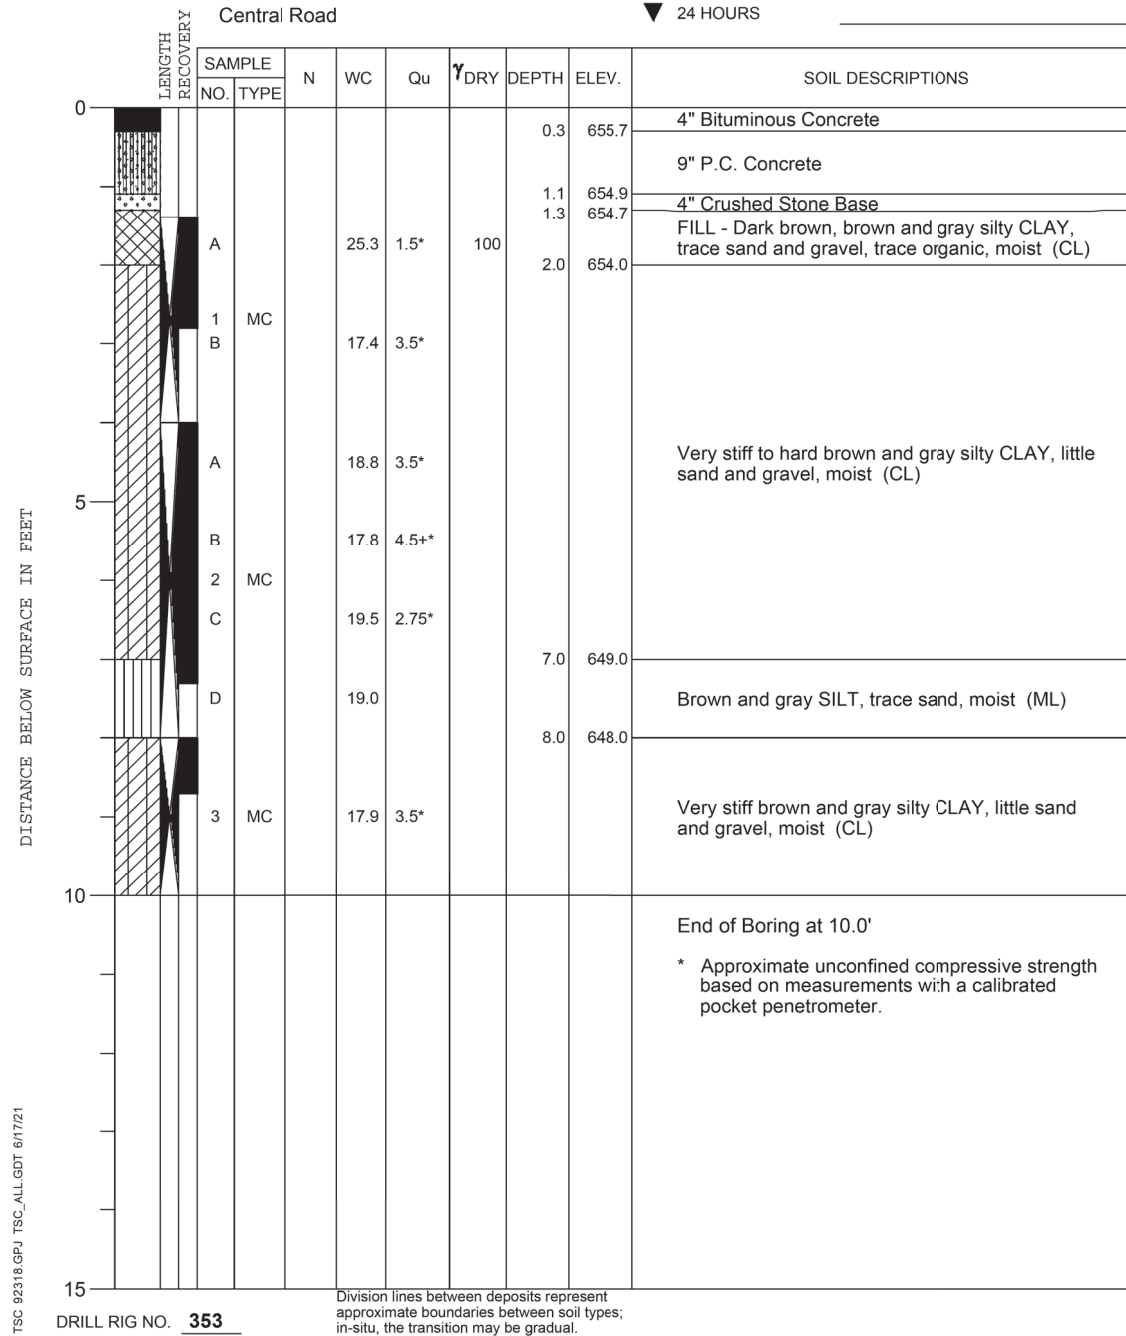 Central Road
▼ 24 HOURS
LENGTH
RECOVERY
SAMPLE
NO. TYPE N WC Qu γDRY DEPTH ELEV. SOIL DESCRIPTIONS
0
4" Bituminous Concrete
0.3 655.7
9" P.C. Concrete
1.1 654.9
4" Crushed Stone Base
1.3 654.7
FILL - Dark brown, brown and gray silty CLAY,
A 25.3 1.5* 100
trace sand and gravel, trace organic, moist (CL)
2.0 654.0
1 MC
B 17.4 3.5*
Very stiff to hard brown and gray silty CLAY, little
A 18.8 3.5*
sand and gravel, moist (CL)
5
B 17.8 4.5+*
2 MC
C 19.5 2.75*
7.0 649.0
D 19.0
Brown and gray SILT, trace sand, moist (ML)
8.0 648.0
Very stiff brown and gray silty CLAY, little sand
3 MC 17.9 3.5*
and gravel, moist (CL)
10
End of Boring at 10.0'
* Approximate unconfined compressive strength
based on measurements with a calibrated
pocket penetrometer.
15
DISTANCE BELOW SURFACE IN FEET
TSC 92318.GPJ TSC_ALL.GDT 6/17/21
DRILL RIG NO. 353
Division lines between deposits represent
approximate boundaries between soil types;
in-situ, the transition may be gradual.